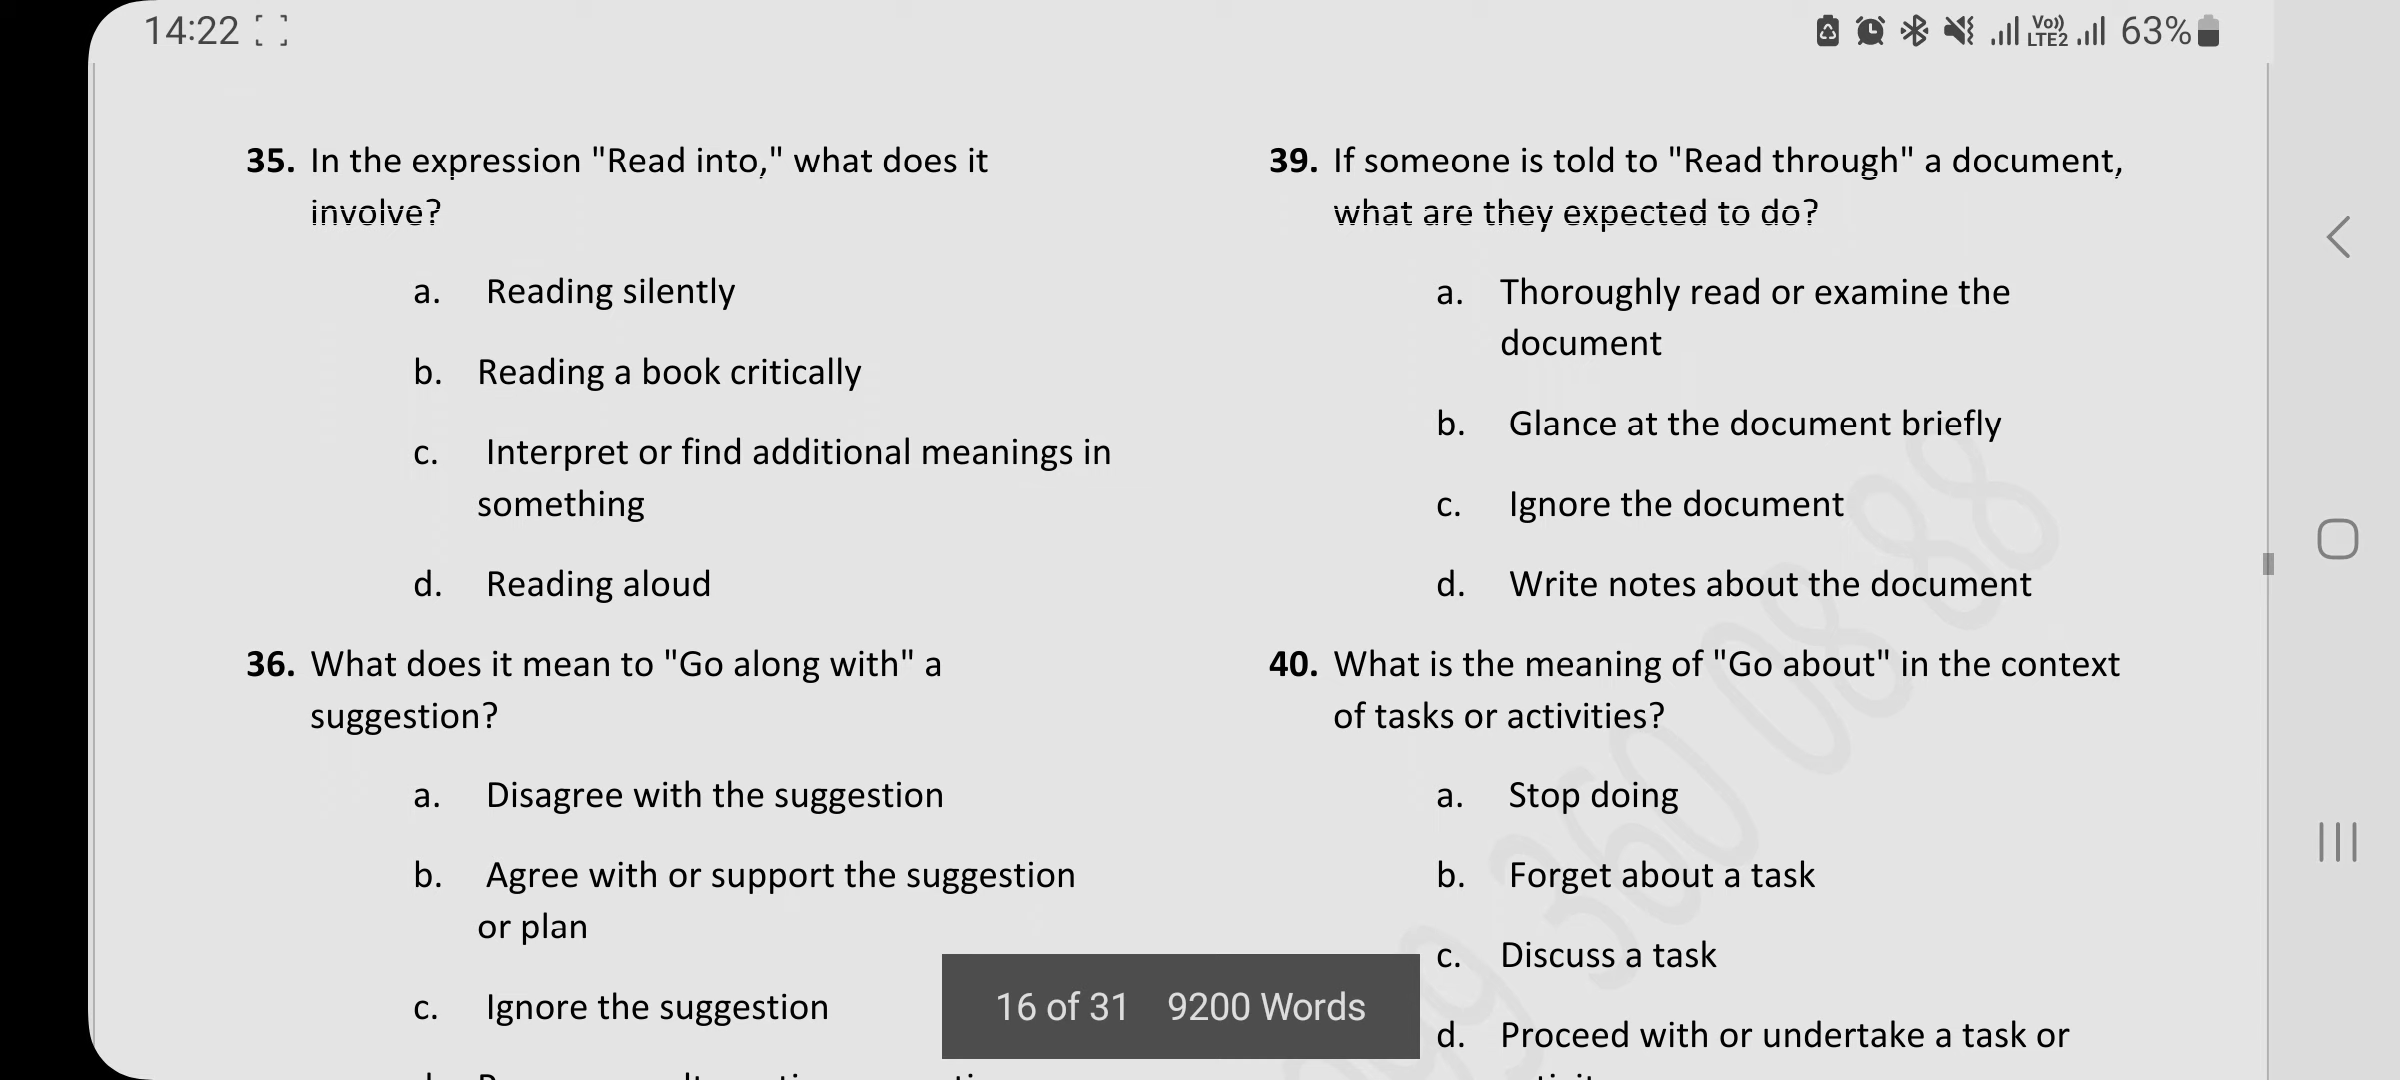 14:22
Vo))
LTE2
63%
35. In the expression "Read into," what does it
involve?
a. Reading silently
b. Reading a book critically
c. Interpret or find additional meanings in
something
d. Reading aloud
36. What does it mean to "Go along with" a
suggestion?
a. Disagree with the suggestion
b. Agree with or support the suggestion
or plan
c. Ignore the suggestion
39. If someone is told to "Read through" a document,
what are they expected to do?
a. Thoroughly read or examine the
document
b. Glance at the document briefly
c. Ignore the document
d. Write notes about the document
40. What is the meaning of "Go about" in the context
of tasks or activities?
a. Stop doing
b. Forget about a task
c. Discuss a task
d. Proceed with or undertake a task or
16 of 31 9200 Words
360 0888